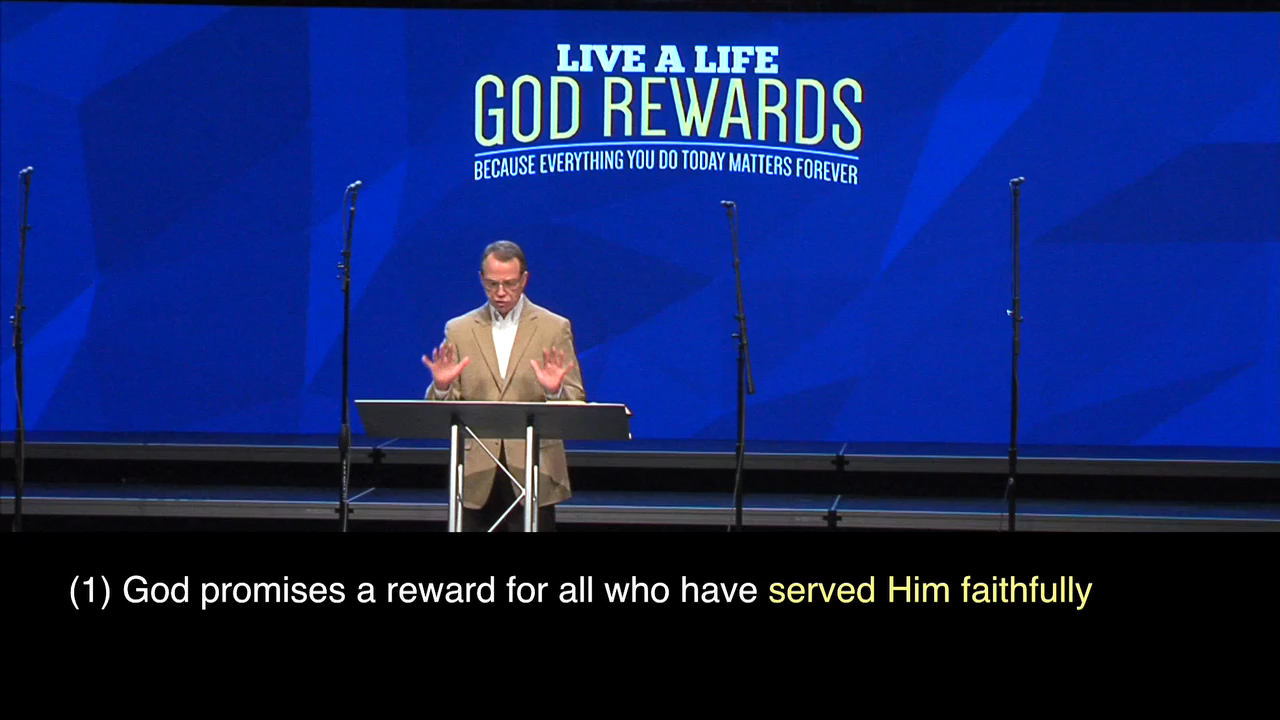 LIVE A LIFE
GOD REWARDS
BECAUSE EVERYTHING YOU DO TODAY MATTERS FOREVER
(1) God promises a reward for all who have served Him faithfully